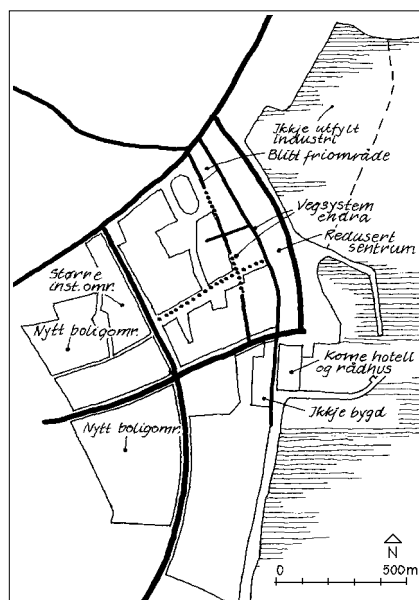 Ikkje utfylt
industri
Blibt friområde
Vegsystem
endra
Redusert
sentrum
Større
inst.omr.
Nytt boligomr.
Kome hotell
og rådhus
Ikkje bygd
Nytt boligomr.
N
0 500m